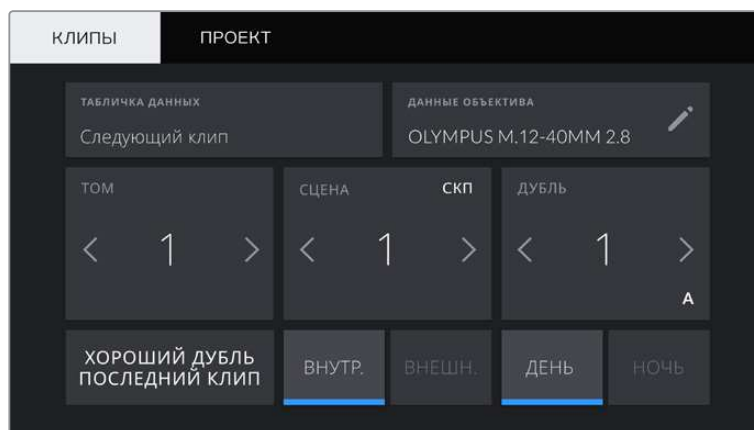 КЛИПЫ ПРОЕКТ
ТАБЛИЧКА ДАННЫХ ДАННЫЕ ОБЪЕКТИВА
Следующий клип OLYMPUS M.12-40MM 2.8
ТОМ СЦЕНА СКП ДУБЛЬ
1 1 1
A
ХОРОШИЙ ДУБЛЬ
ПОСЛЕДНИЙ КЛИП
ВНУТР. ВНЕШН. ДЕНЬ НОЧЬ